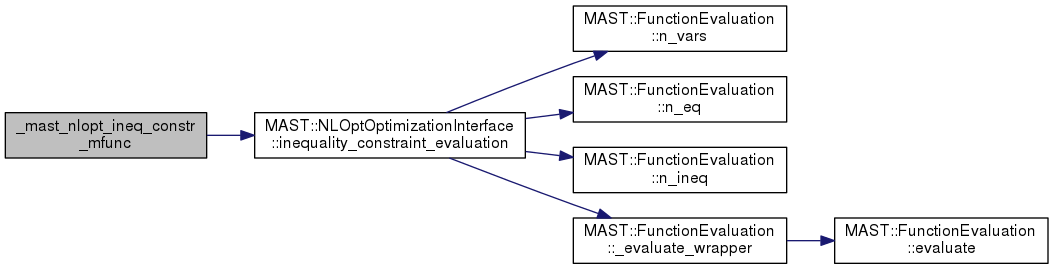 _mast_nlopt_ineq_constr
_mfunc
MAST::NLOptOptimizationInterface
::inequality_constraint_evaluation
MAST::FunctionEvaluation
::n_vars
MAST::FunctionEvaluation
::n_eq
MAST::FunctionEvaluation
::n_ineq
MAST::FunctionEvaluation
::_evaluate_wrapper
MAST::FunctionEvaluation
::evaluate